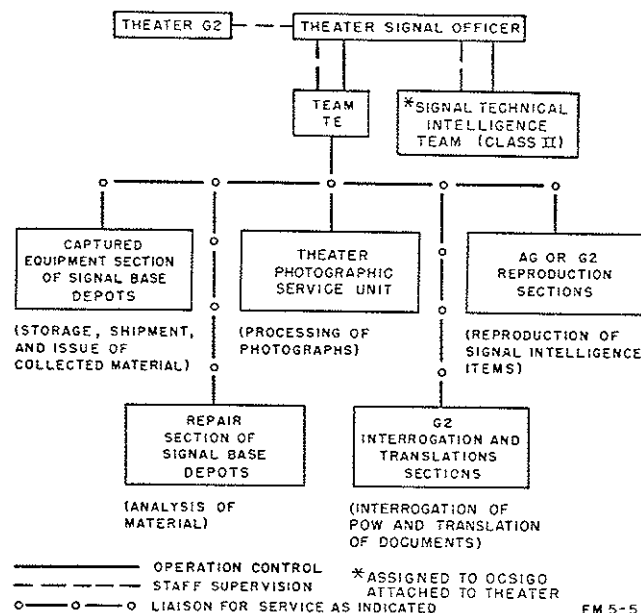 THEATER G2
THEATER SIGNAL OFFICER
TEAM
TE
*SIGNAL TECHNICAL
INTELLIGENCE
TEAM (CLASS II)
CAPTURED
EQUIPMENT SECTION
OF SIGNAL BASE
DEPOTS
THEATER
PHOTOGRAPHIC
SERVICE UNIT
AG OR G2
REPRODUCTION
SECTIONS
(STORAGE, SHIPMENT,
AND ISSUE OF
COLLECTED MATERIAL)
(PROCESSING OF
PHOTOGRAPHS)
(REPRODUCTION OF
SIGNAL INTELLIGENCE
ITEMS)
REPAIR
SECTION OF
SIGNAL BASE
DEPOTS
G2
INTERROGATION AND
TRANSLATIONS
SECTIONS
(ANALYSIS OF
MATERIAL)
(INTERROGATION OF
POW AND TRANSLATION
OF DOCUMENTS)
OPERATION CONTROL
STAFF SUPERVISION
LIAISON FOR SERVICE AS INDICATED
*ASSIGNED TO OCSIGO
ATTACHED TO THEATER
FM 5-5